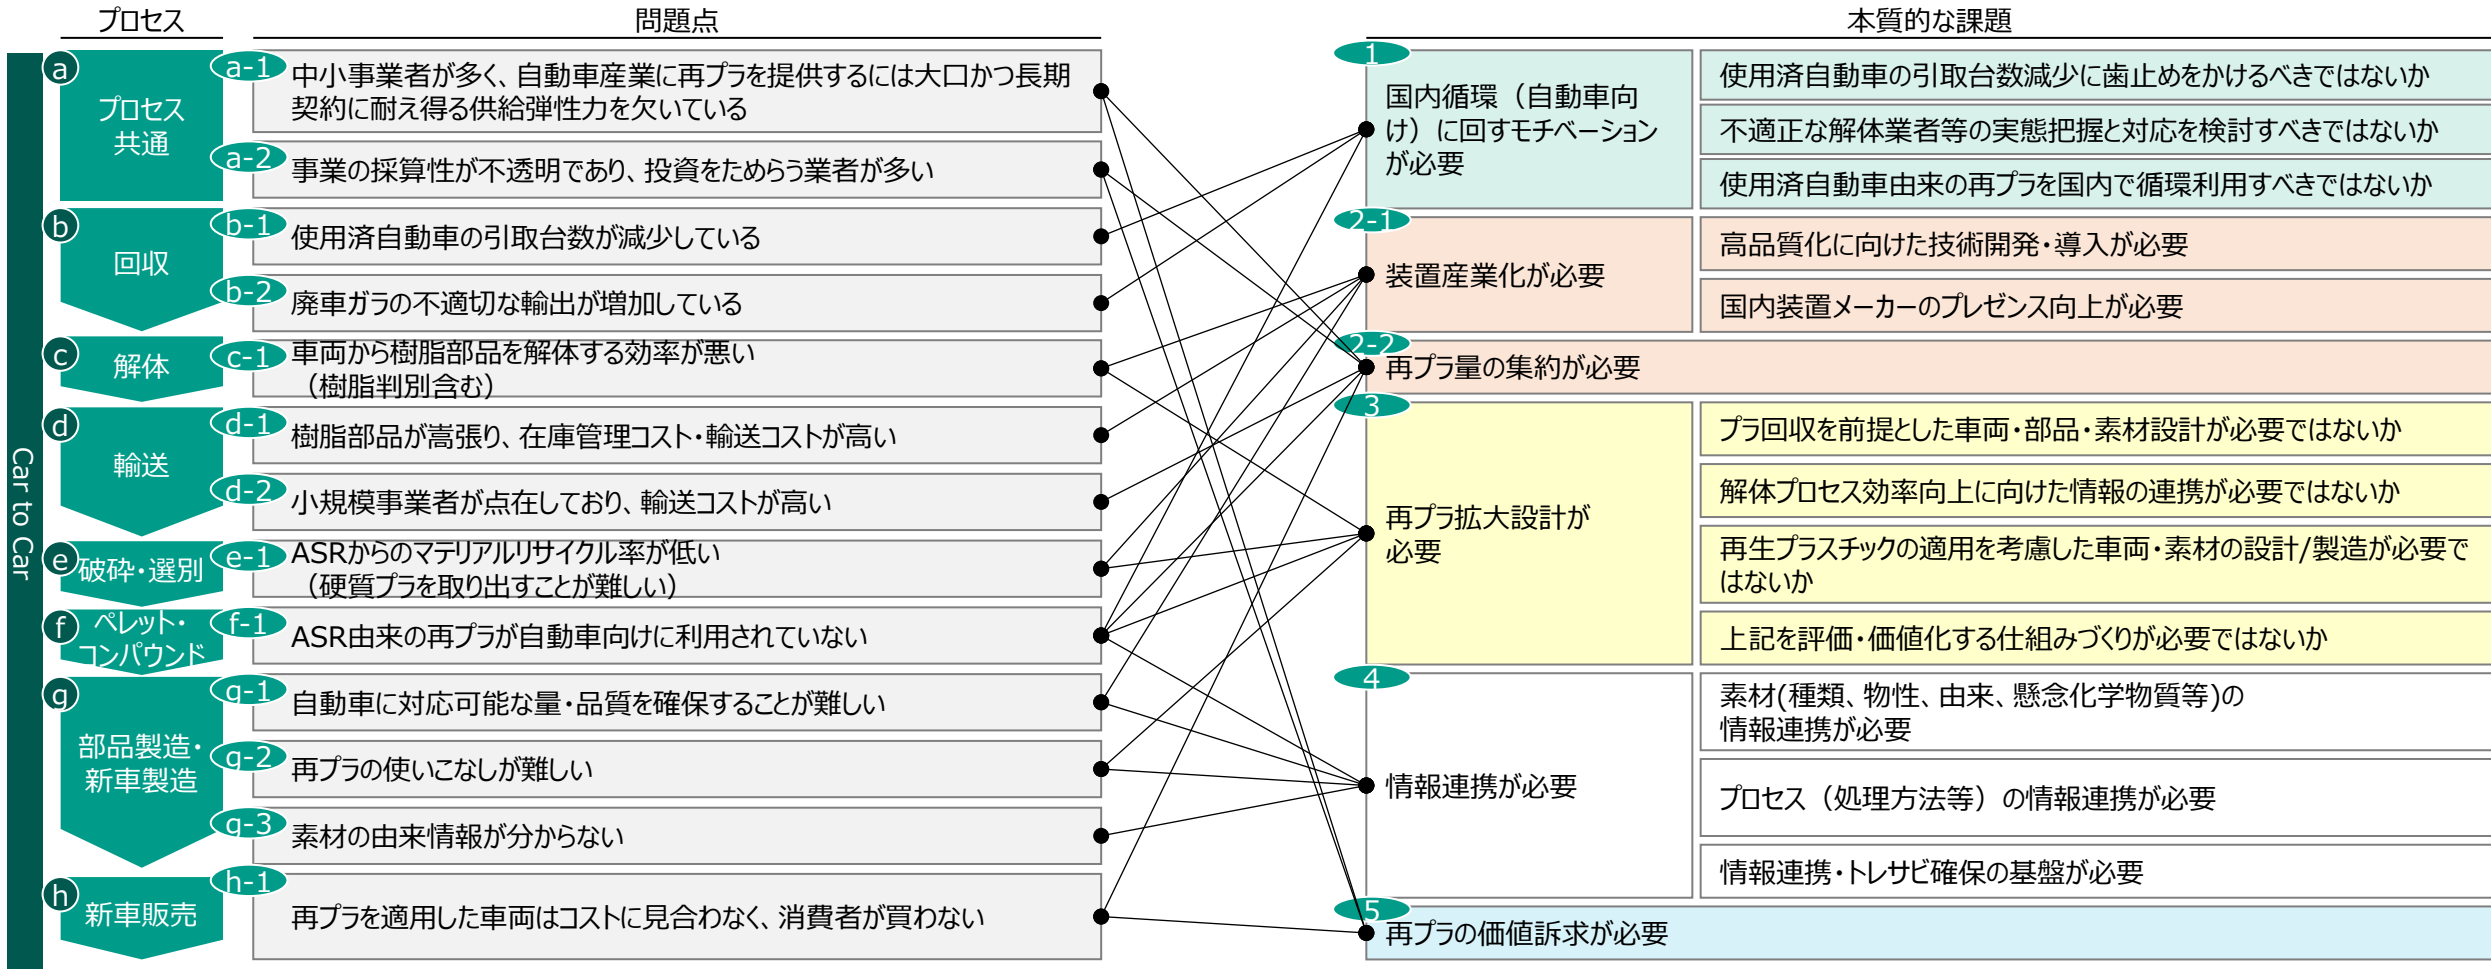 プロセス
問題点
本質的な課題
Car to Car
a
プロセス
共通
a-1
中小事業者が多く、自動車産業に再プラを提供するには大口かつ長期
契約に耐え得る供給弾性力を欠いている
a-2
事業の採算性が不透明であり、投資をためらう業者が多い
b
回収
b-1
使用済自動車の引取台数が減少している
b-2
廃車ガラの不適切な輸出が増加している
c
解体
c-1
車両から樹脂部品を解体する効率が悪い
（樹脂判別含む）
d
輸送
d-1
樹脂部品が嵩張り、在庫管理コスト・輸送コストが高い
d-2
小規模事業者が点在しており、輸送コストが高い
e
破砕・選別
e-1
ASRからのマテリアルリサイクル率が低い
（硬質プラを取り出すことが難しい）
f
ペレット・
コンパウンド
f-1
ASR由来の再プラが自動車向けに利用されていない
g
部品製造・
新車製造
g-1
自動車に対応可能な量・品質を確保することが難しい
g-2
再プラの使いこなしが難しい
g-3
素材の由来情報が分からない
h
新車販売
h-1
再プラを適用した車両はコストに見合わなく、消費者が買わない
1
国内循環（自動車向
け）に回すモチベーション
が必要
使用済自動車の引取台数減少に歯止めをかけるべきではないか
不適正な解体業者等の実態把握と対応を検討すべきではないか
使用済自動車由来の再プラを国内で循環利用すべきではないか
2-1
装置産業化が必要
高品質化に向けた技術開発・導入が必要
国内装置メーカーのプレゼンス向上が必要
2-2
再プラ量の集約が必要
3
再プラ拡大設計が
必要
プラ回収を前提とした車両・部品・素材設計が必要ではないか
解体プロセス効率向上に向けた情報の連携が必要ではないか
再生プラスチックの適用を考慮した車両・素材の設計/製造が必要で
はないか
上記を評価・価値化する仕組みづくりが必要ではないか
4
情報連携が必要
素材(種類、物性、由来、懸念化学物質等)の
情報連携が必要
プロセス（処理方法等）の情報連携が必要
情報連携・トレサビ確保の基盤が必要
5
再プラの価値訴求が必要